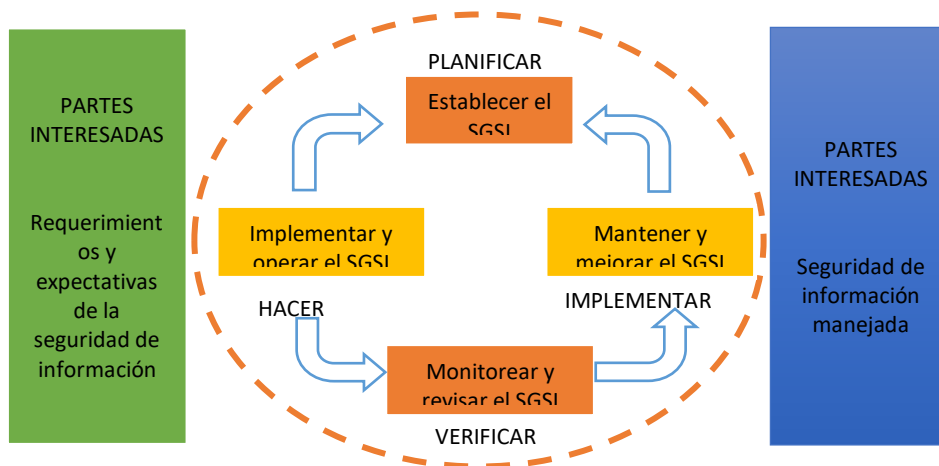 PARTES
INTERESADAS
Requerimient
os y
expectativas
de la
seguridad de
información
PLANIFICAR
Establecer el
SGSI
Implementar y
operar el SGSI
HACER
Mantener y
mejorar el SGSI
IMPLEMENTAR
Monitorear y
revisar el SGSI
VERIFICAR
PARTES
INTERESADAS
Seguridad de
información
manejada